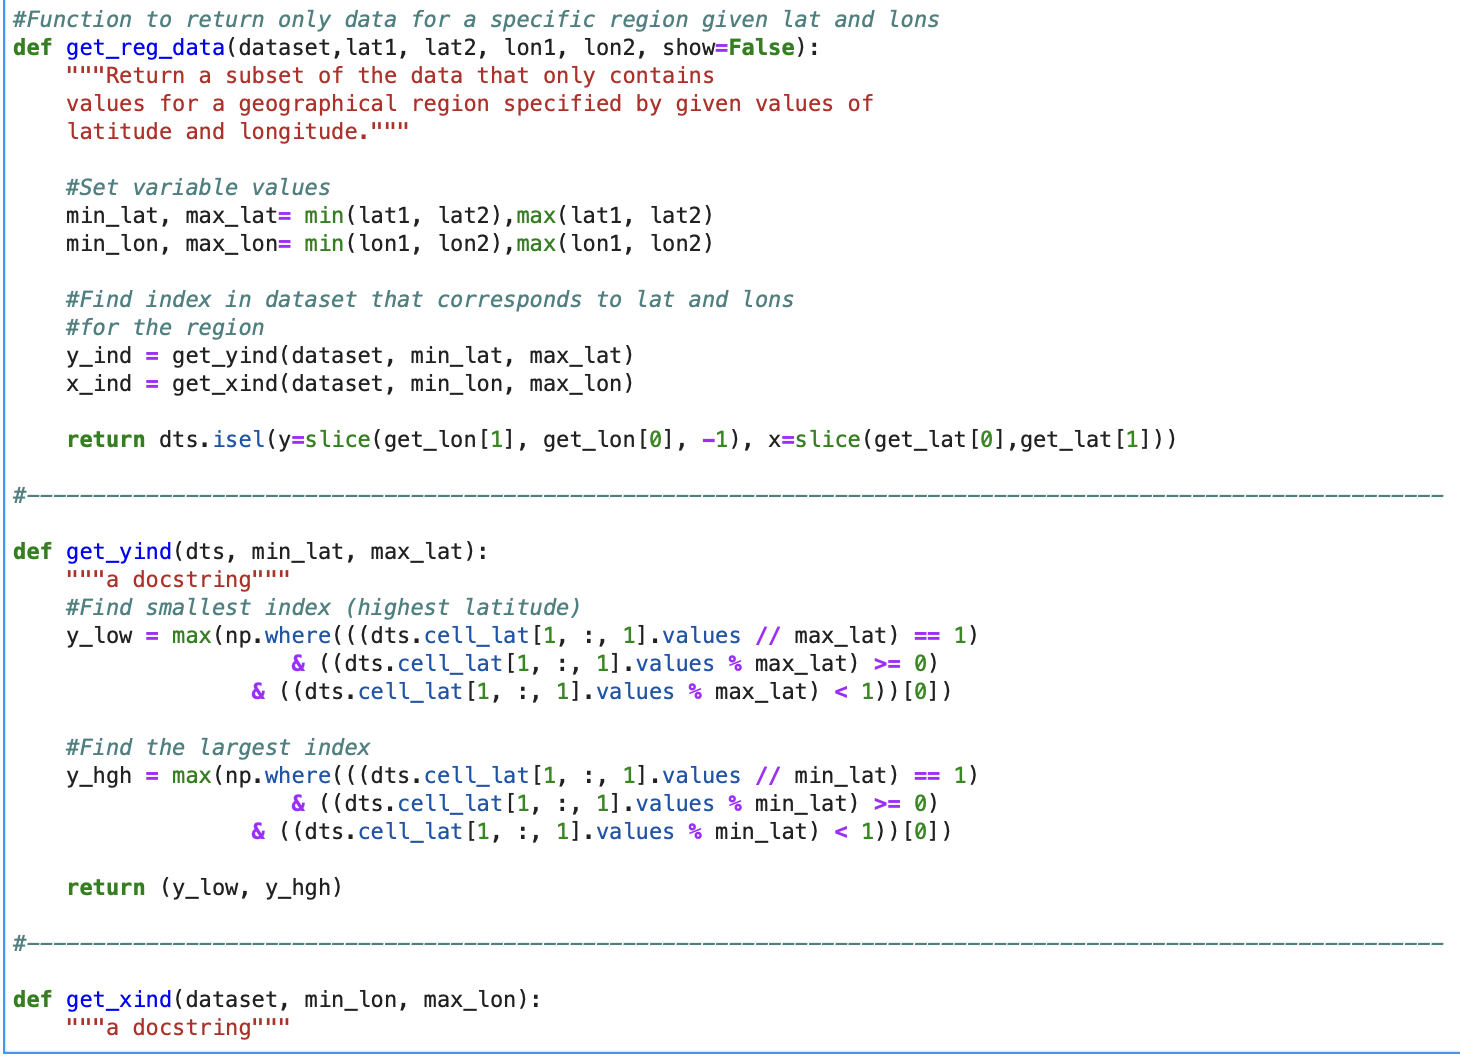 #Function to return only data for a specific region given lat and lons
def get_reg_data(dataset,lat1, lat2, lon1, lon2, show=False):
    """Return a subset of the data that only contains
    values for a geographical region specified by given values of
    latitude and longitude."""
    #Set variable values
    min_lat, max_lat= min(lat1, lat2),max(lat1, lat2)
    min_lon, max_lon= min(lon1, lon2),max(lon1, lon2)
    #Find index in dataset that corresponds to lat and lons
    #for the region
    y_ind = get_yind(dataset, min_lat, max_lat)
    x_ind = get_xind(dataset, min_lon, max_lon)
    return dts.isel(y=slice(get_lon[1], get_lon[0], -1), x=slice(get_lat[0],get_lat[1]))
#-----------------------------------------------------------------------------------------------------------
def get_yind(dts, min_lat, max_lat):
    """a docstring"""
    #Find smallest index (highest latitude)
    y_low = max(np.where(((dts.cell_lat[1, :, 1].values // max_lat) == 1)
                     & ((dts.cell_lat[1, :, 1].values % max_lat) >= 0)
                  & ((dts.cell_lat[1, :, 1].values % max_lat) < 1))[0])
    #Find the largest index
    y_hgh = max(np.where(((dts.cell_lat[1, :, 1].values // min_lat) == 1)
                     & ((dts.cell_lat[1, :, 1].values % min_lat) >= 0)
                  & ((dts.cell_lat[1, :, 1].values % min_lat) < 1))[0])
    return (y_low, y_hgh)
#-----------------------------------------------------------------------------------------------------------
def get_xind(dataset, min_lon, max_lon):
    """a docstring"""